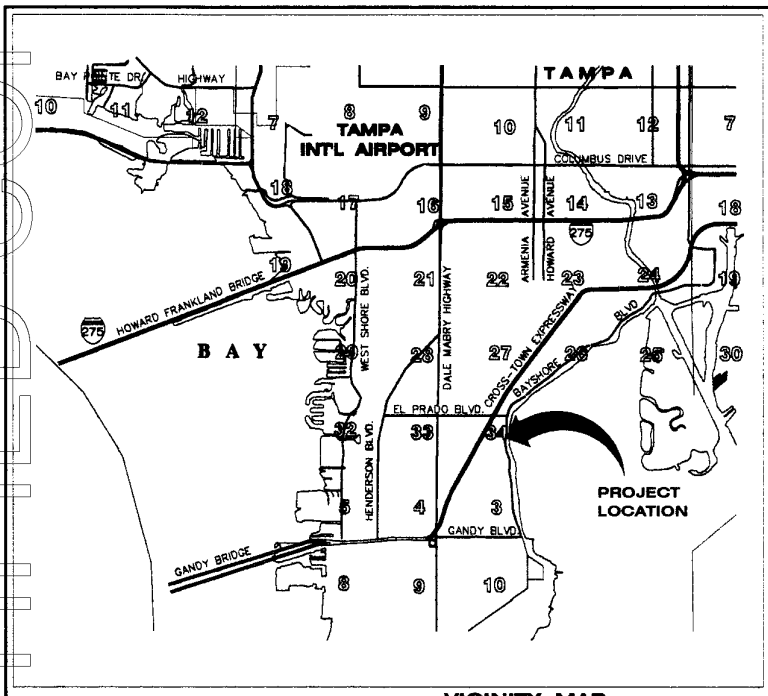 TAMPA
BAY POINTE DR.
HIGHWAY
10
11
12
7
8
9
10
11
12
7
TAMPA
INT'L AIRPORT
COLUMBUS DRIVE
18
17
16
15
14
13
18
ARMENIA AVENUE
HOWARD AVENUE
275
19
20
21
22
23
24
19
HOWARD FRANKLAND BRIDGE
275
WEST SHORE BLVD.
DALE MABRY HIGHWAY
CROSS-TOWN EXPRESSWAY
BAYSHORE BLVD
BAY
29
28
27
26
25
30
EL PRADO BLVD.
32
33
34
HENDERSON BLVD.
PROJECT
LOCATION
5
4
3
GANDY BLVD.
GANDY BRIDGE
8
9
10
VICINITY MAP